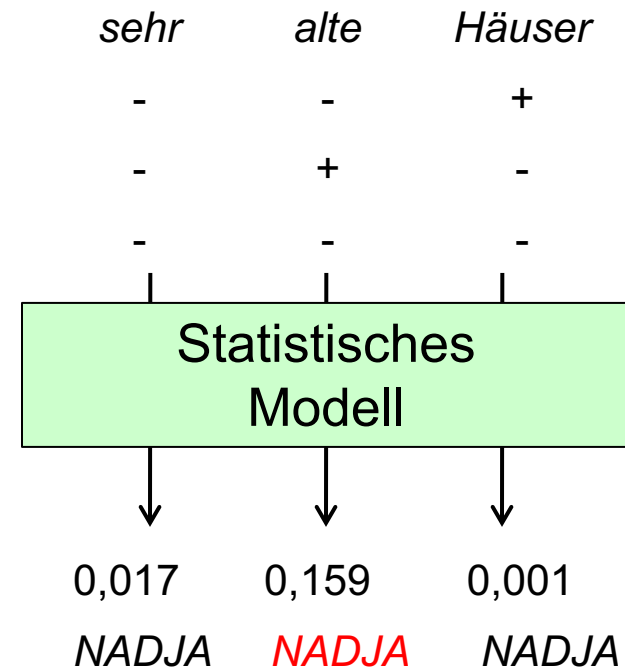 sehr alte Häuser
- - +
- + -
- - -
Statistisches
Modell
0,017 0,159 0,001
NADJA NADJA NADJA